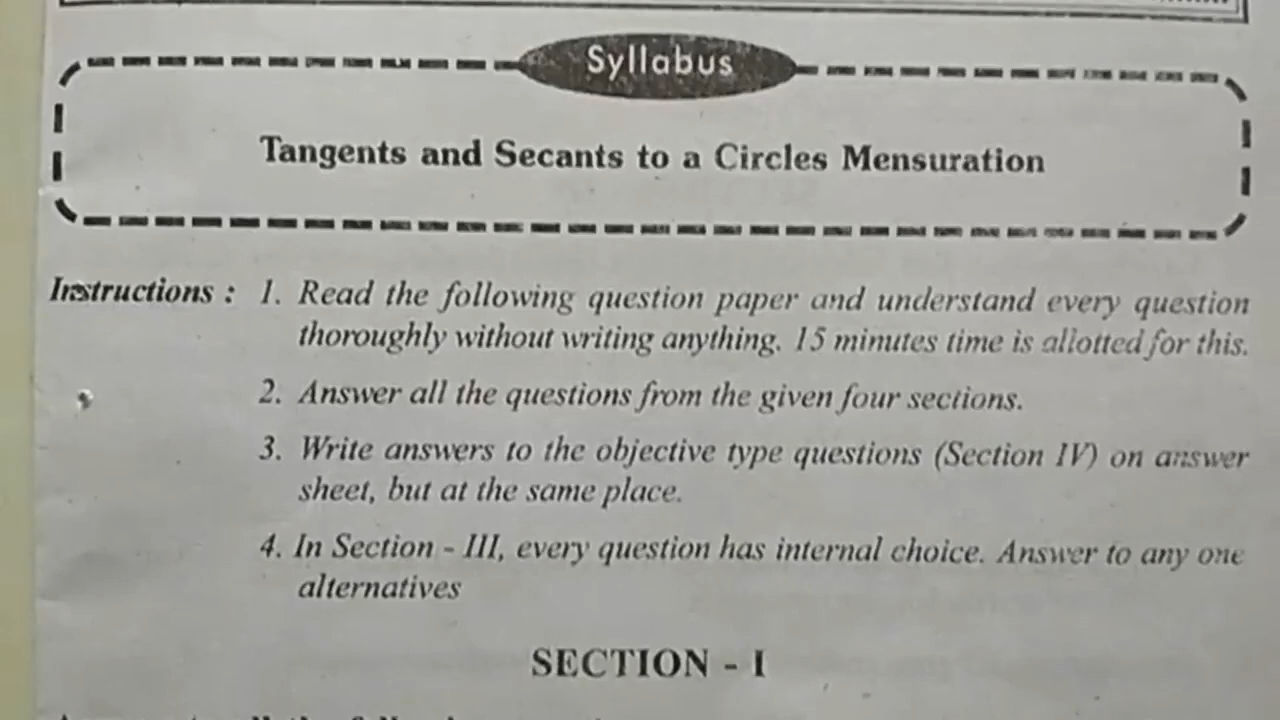 Syllabus
Tangents and Secants to a Circles Mensuration
Instructions : 1. Read the following question paper and understand every question
thoroughly without writing anything. 15 minutes time is allotted for this.
2. Answer all the questions from the given four sections.
3. Write answers to the objective type questions (Section IV) on answer
sheet, but at the same place.
4. In Section - III, every question has internal choice. Answer to any one
alternatives
SECTION - I